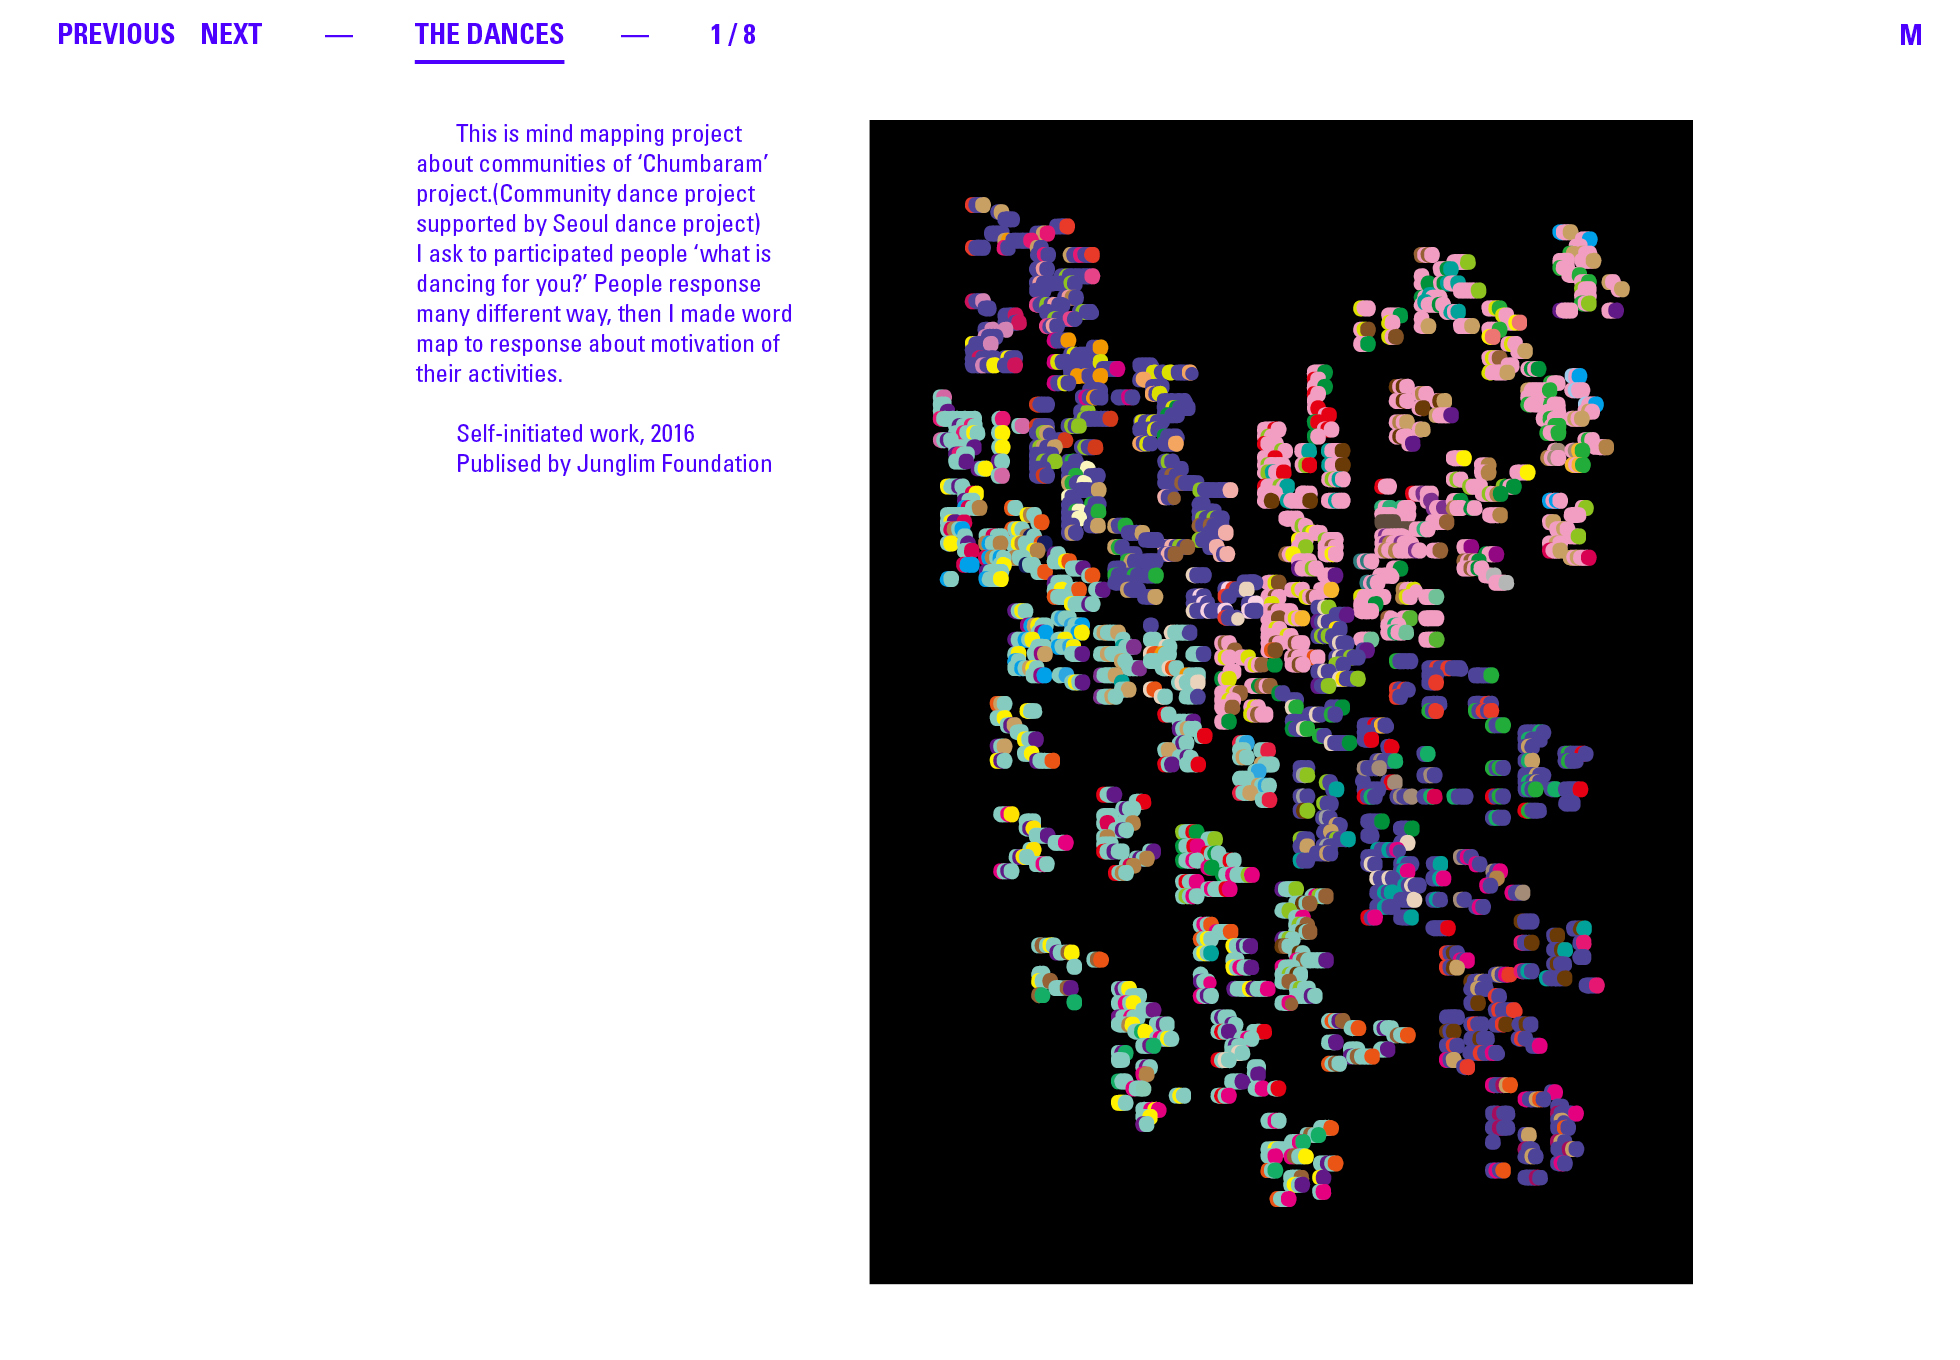 PREVIOUS NEXT — THE DANCES — 1 / 8 M
This is mind mapping project
about communities of ‘Chumbaram’
project.(Community dance project
supported by Seoul dance project)
I ask to participated people ‘what is
dancing for you?’ People response
many different way, then I made word
map to response about motivation of
their activities.
Self-initiated work, 2016
Publised by Junglim Foundation